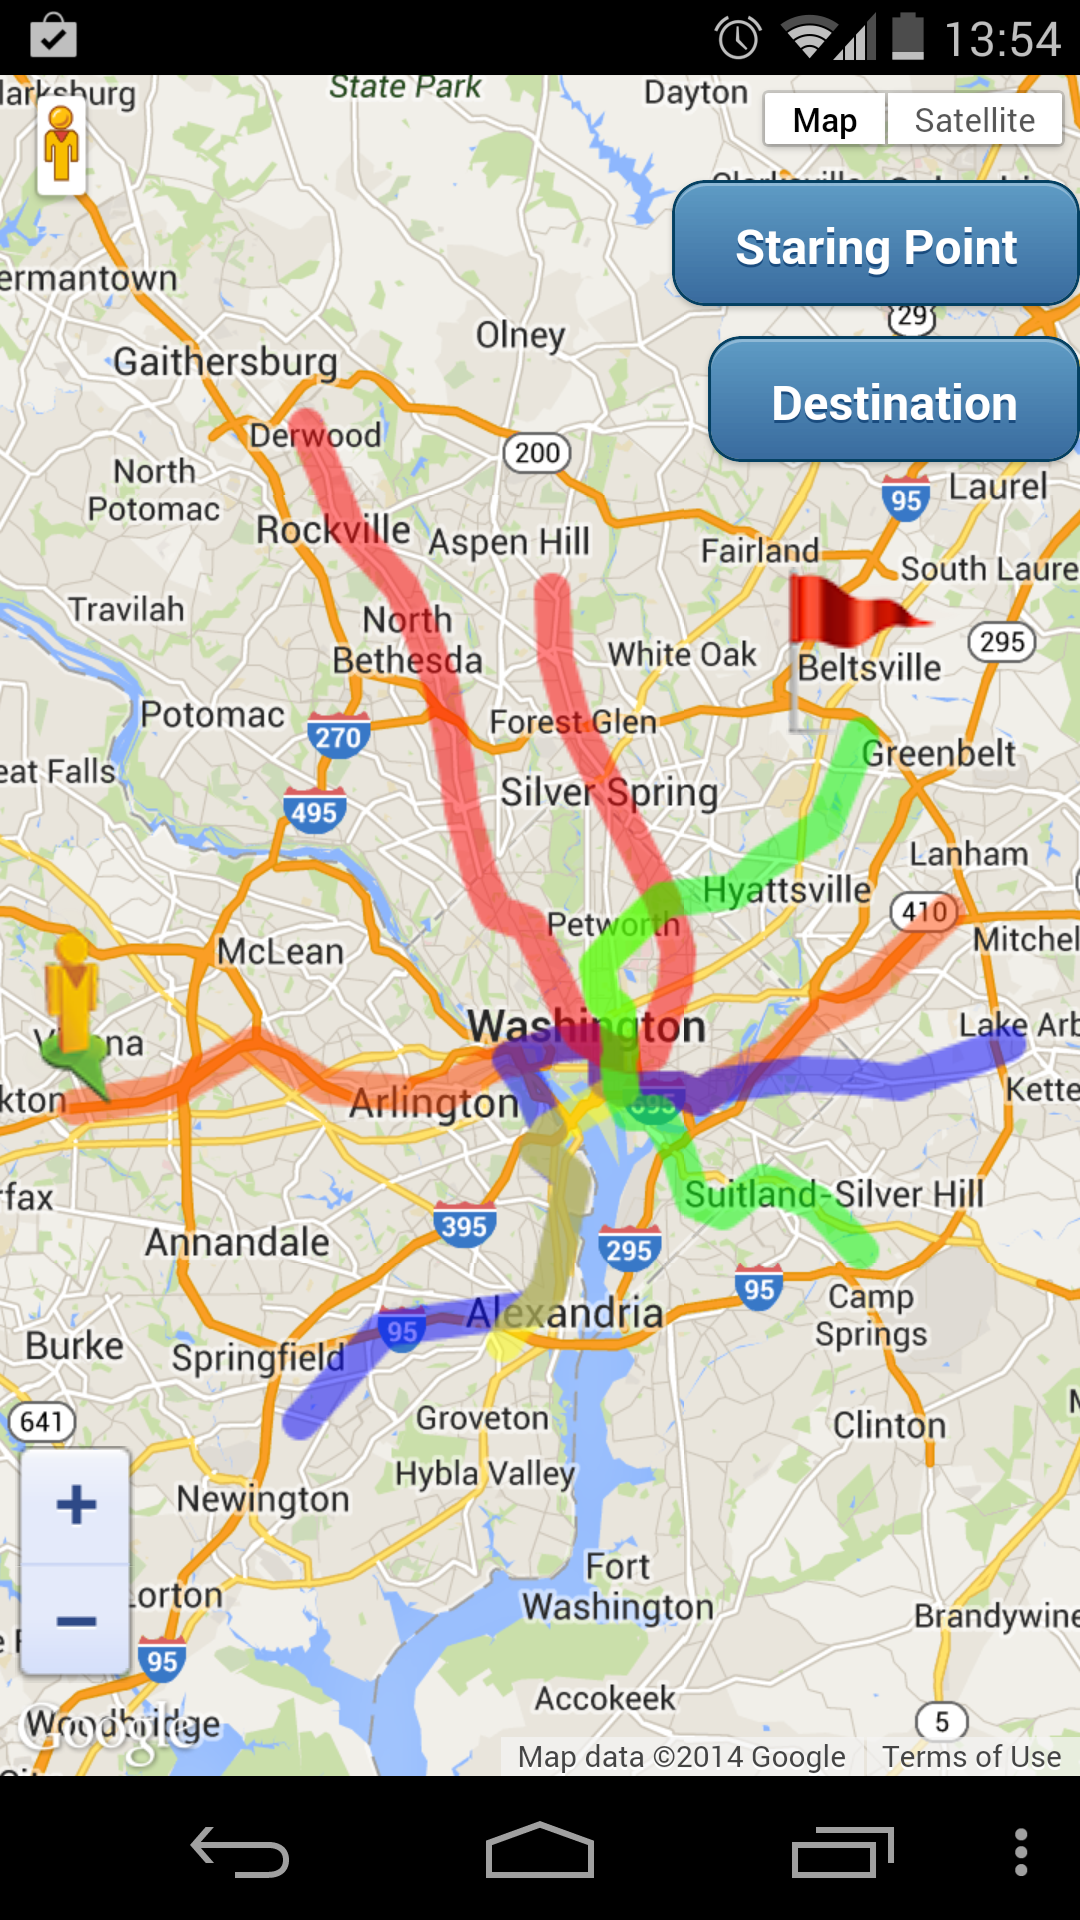 13:54
State Park
Dayton
Map
Satellite
Staring Point
ermantown
29
Olney
Gaithersburg
Destination
Derwood
200
North
Potomac
95
Laurel
Rockville
Aspen Hill
Fairland
South Laure
Travilah
North
Bethesda
White Oak
295
Beltsville
Potomac
270
Forest Glen
Greenbelt
eat Falls
Silver Spring
495
Lanham
Hyattsville
410
Petworth
McLean
Mitchel
Washington
Lake Arb
kton
Arlington
695
Kette
rfax
Suitland-Silver Hill
395
Annandale
295
95
Camp
Springs
Alexandria
95
Burke
Springfield
641
Groveton
Clinton
Hybla Valley
Newington
Fort
Washington
Lorton
Brandywine
95
Accokeek
5
Woodbridge
Google
Map data ©2014 Google
Terms of Use